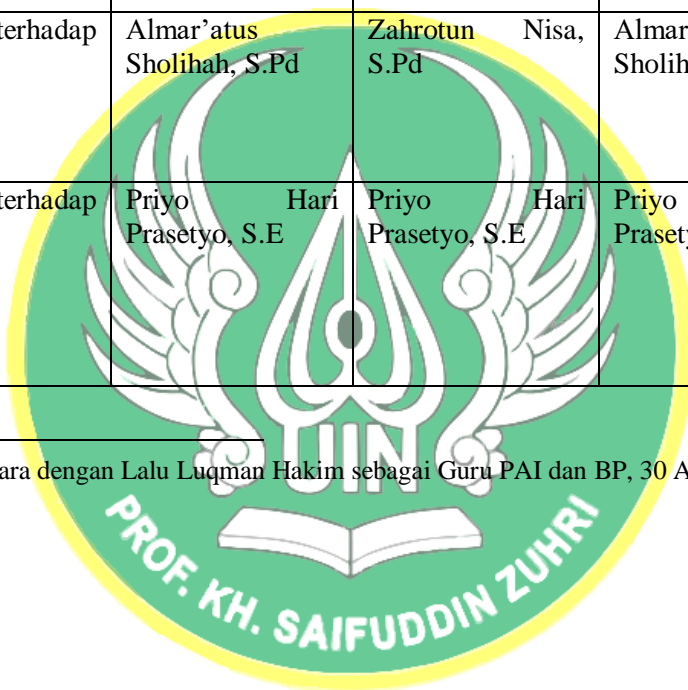 terhadap Almar’atus Zahrotun Nisa, Almar
Sholihah, S.Pd S.Pd Sholih
terhadap Priyo Hari Priyo Hari Priyo
Prasetyo, S.E Prasetyo, S.E Prasety
ara dengan Lalu Luqman Hakim sebagai Guru PAI dan BP, 30 A
UIN
PROF. KH. SAIFUDDIN ZUHRI